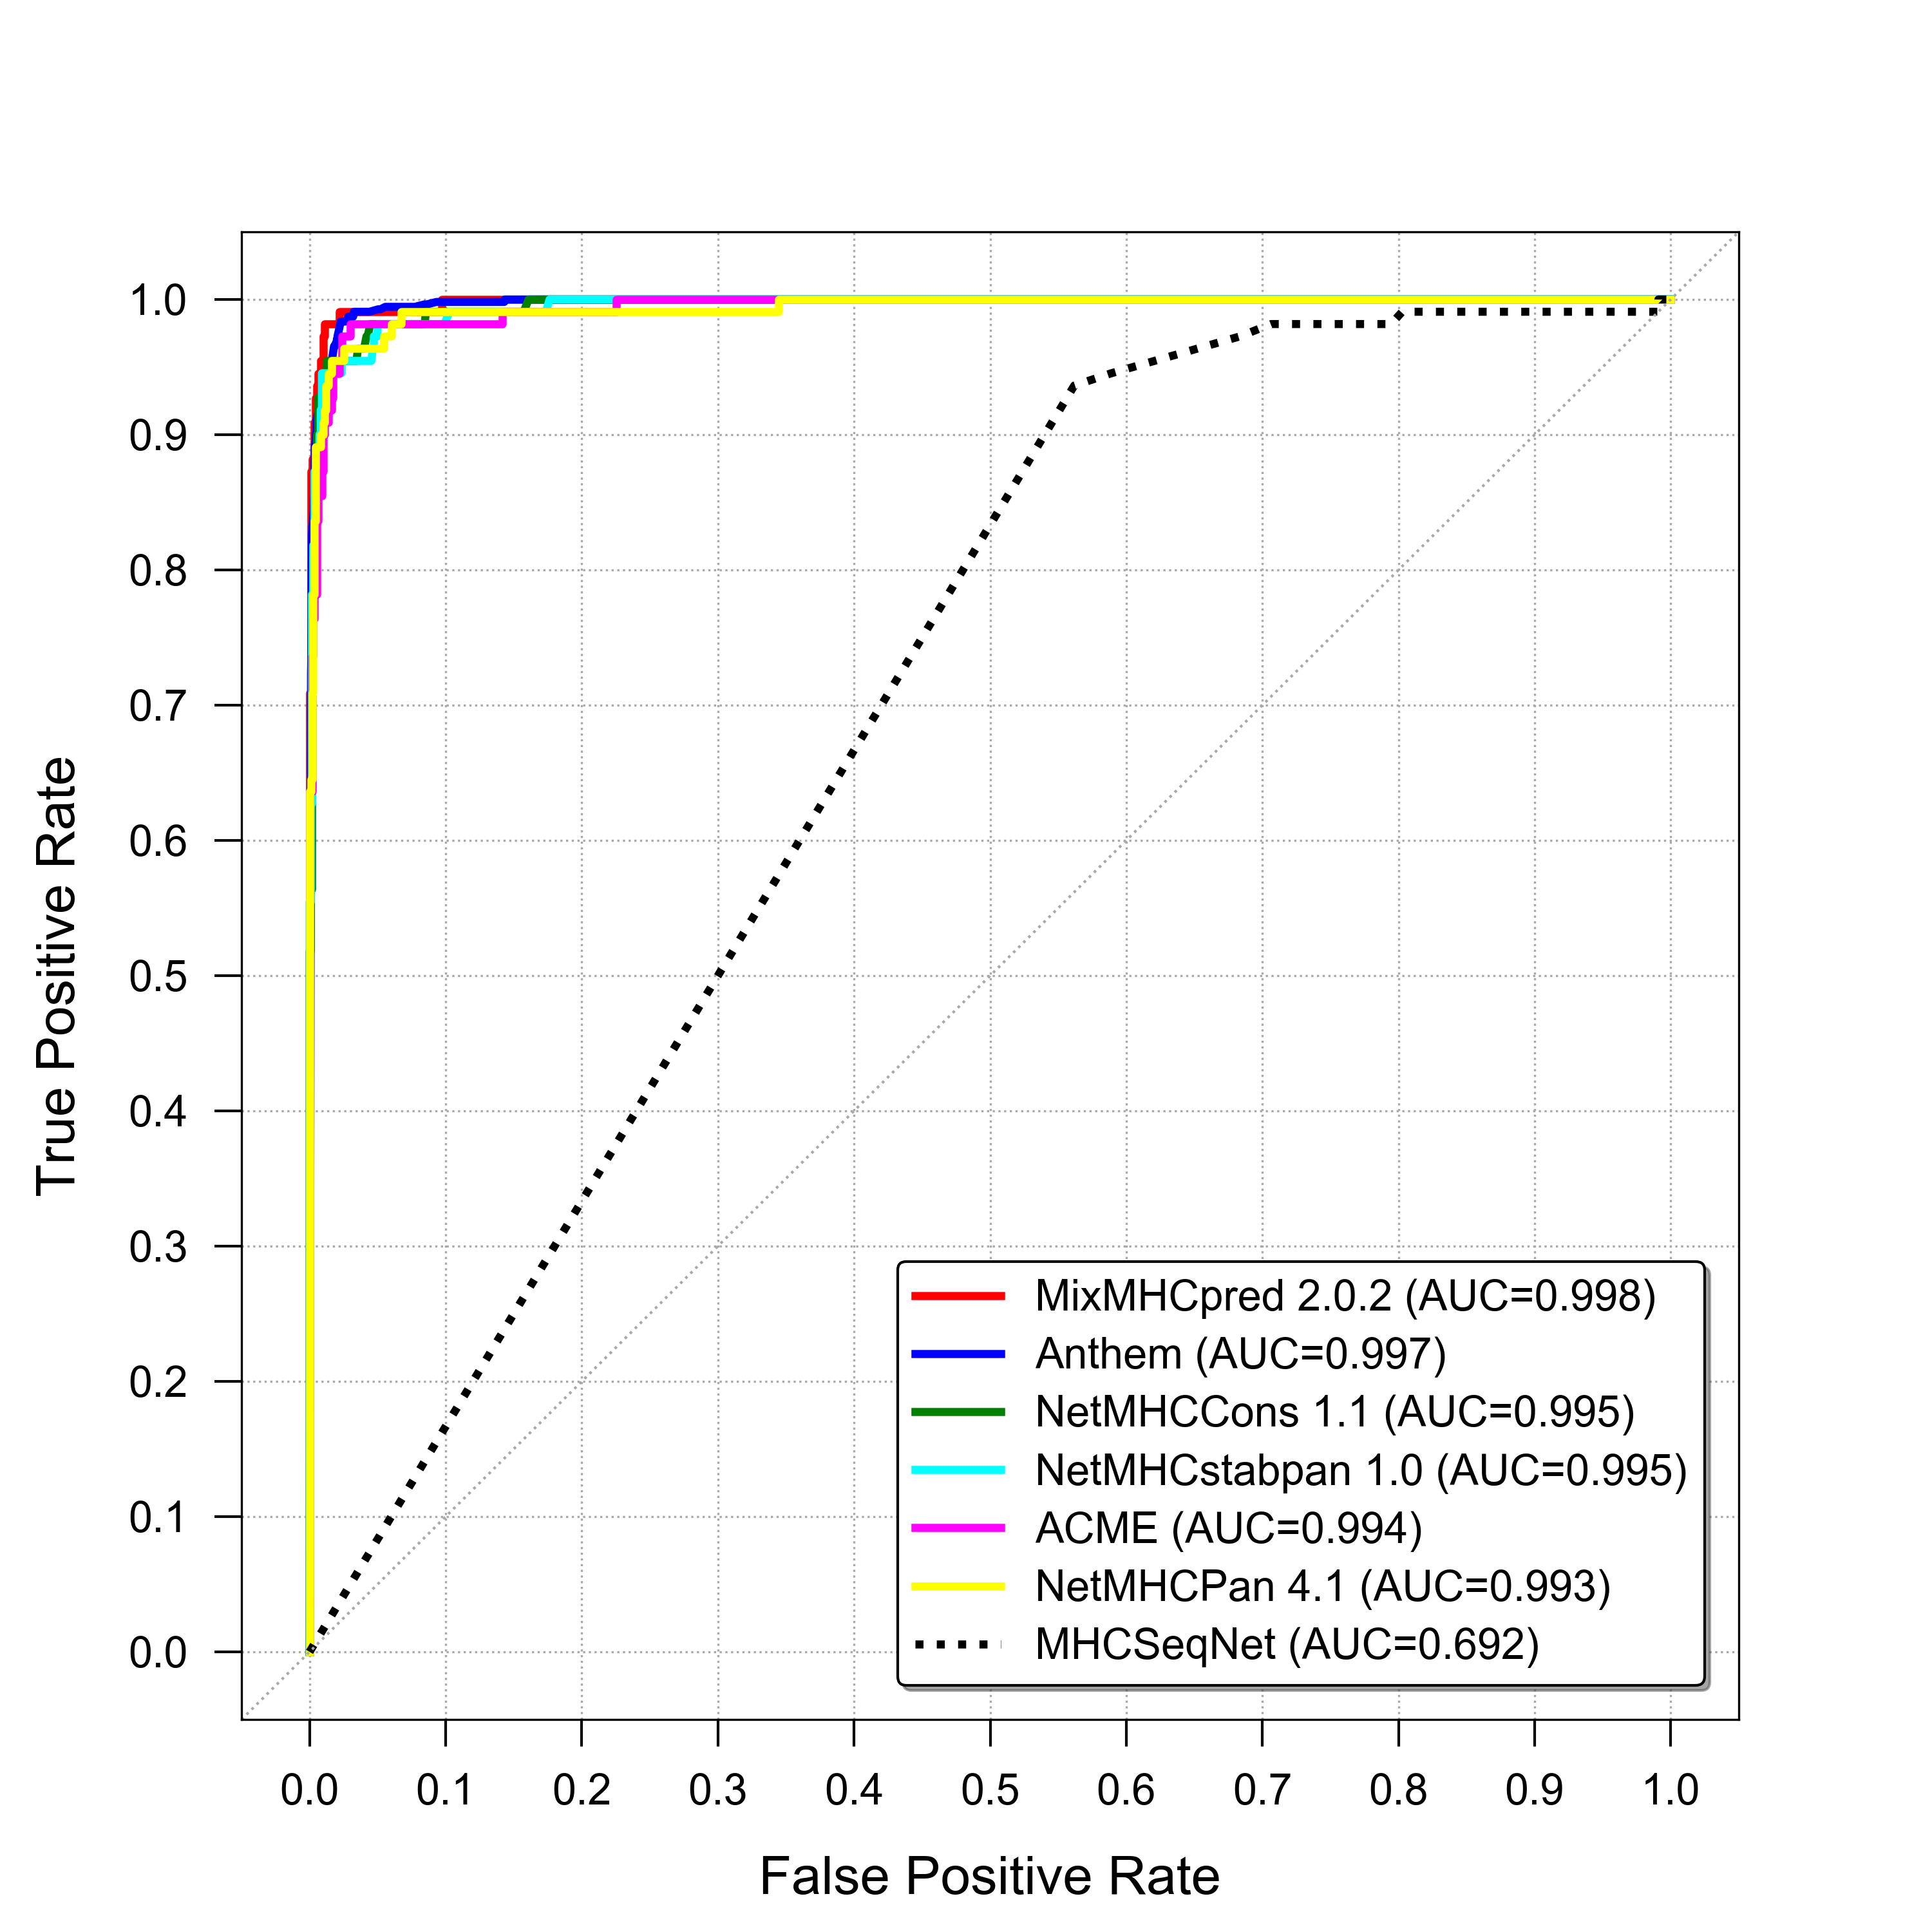 1.0
0.9
0.8
0.7
0.6
0.5
0.4
0.3
0.2
0.1
0.0
True Positive Rate
MixMHCpred 2.0.2 (AUC=0.998)
Anthem (AUC=0.997)
NetMHCCons 1.1 (AUC=0.995)
NetMHCstabpan 1.0 (AUC=0.995)
ACME (AUC=0.994)
NetMHCPan 4.1 (AUC=0.993)
MHCSeqNet (AUC=0.692)
0.0 0.1 0.2 0.3 0.4 0.5 0.6 0.7 0.8 0.9 1.0
False Positive Rate